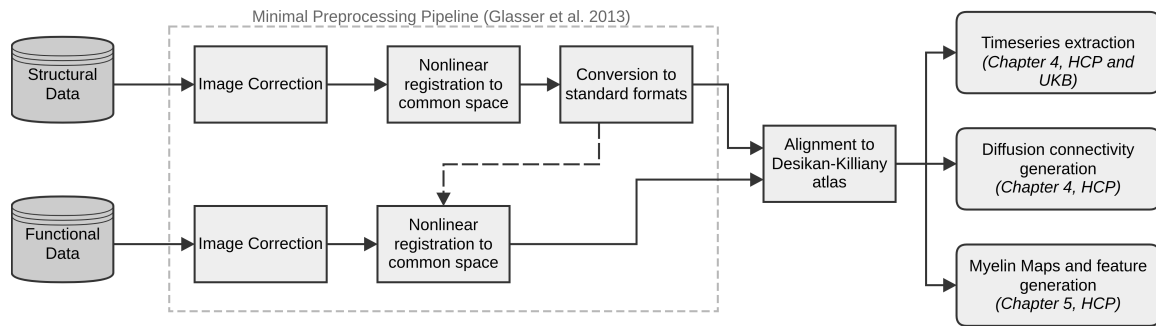 Minimal Preprocessing Pipeline (Glasser et al. 2013)
Structural
Data
Image Correction
Nonlinear
registration to
common space
Conversion to
standard formats
Functional
Data
Image Correction
Nonlinear
registration to
common space
Alignment to
Desikan-Killiany
atlas
Timeseries extraction
(Chapter 4, HCP and
UKB)
Diffusion connectivity
generation
(Chapter 4, HCP)
Myelin Maps and feature
generation
(Chapter 5, HCP)